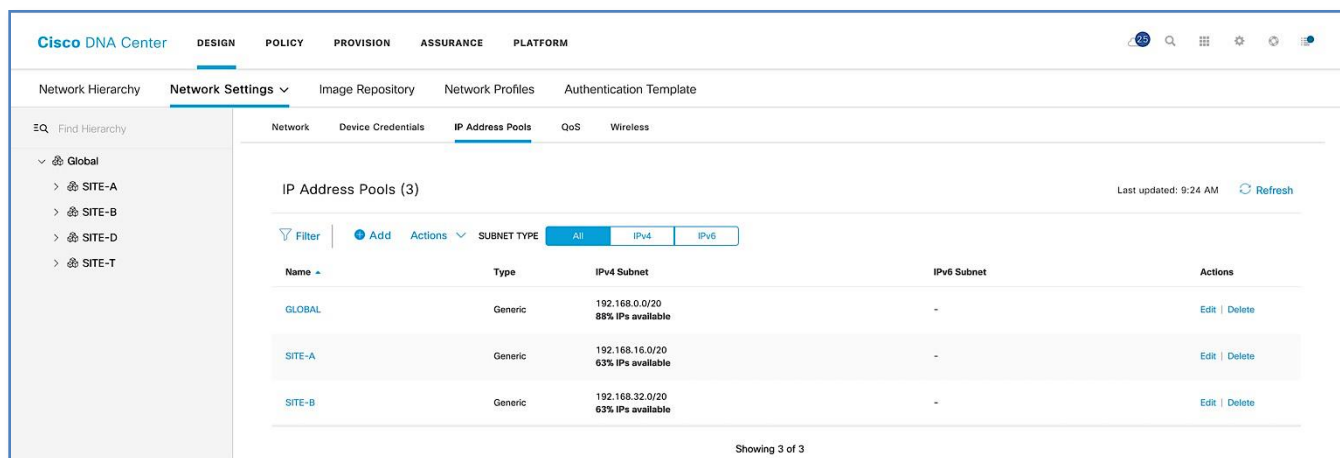 Cisco DNA Center DESIGN POLICY PROVISION ASSURANCE PLATFORM 25
Network Hierarchy Network Settings Image Repository Network Profiles Authentication Template
Find Hierarchy
Global
SITE-A
SITE-B
SITE-D
SITE-T
Network Device Credentials IP Address Pools QoS Wireless
IP Address Pools (3) Last updated: 9:24 AM Refresh
Filter Add Actions SUBNET TYPE All IPv4 IPv6
Name Type IPv4 Subnet IPv6 Subnet Actions
GLOBAL Generic 192.168.0.0/20 - Edit | Delete
88% IPs available
SITE-A Generic 192.168.16.0/20 - Edit | Delete
63% IPs available
SITE-B Generic 192.168.32.0/20 - Edit | Delete
63% IPs available
Showing 3 of 3